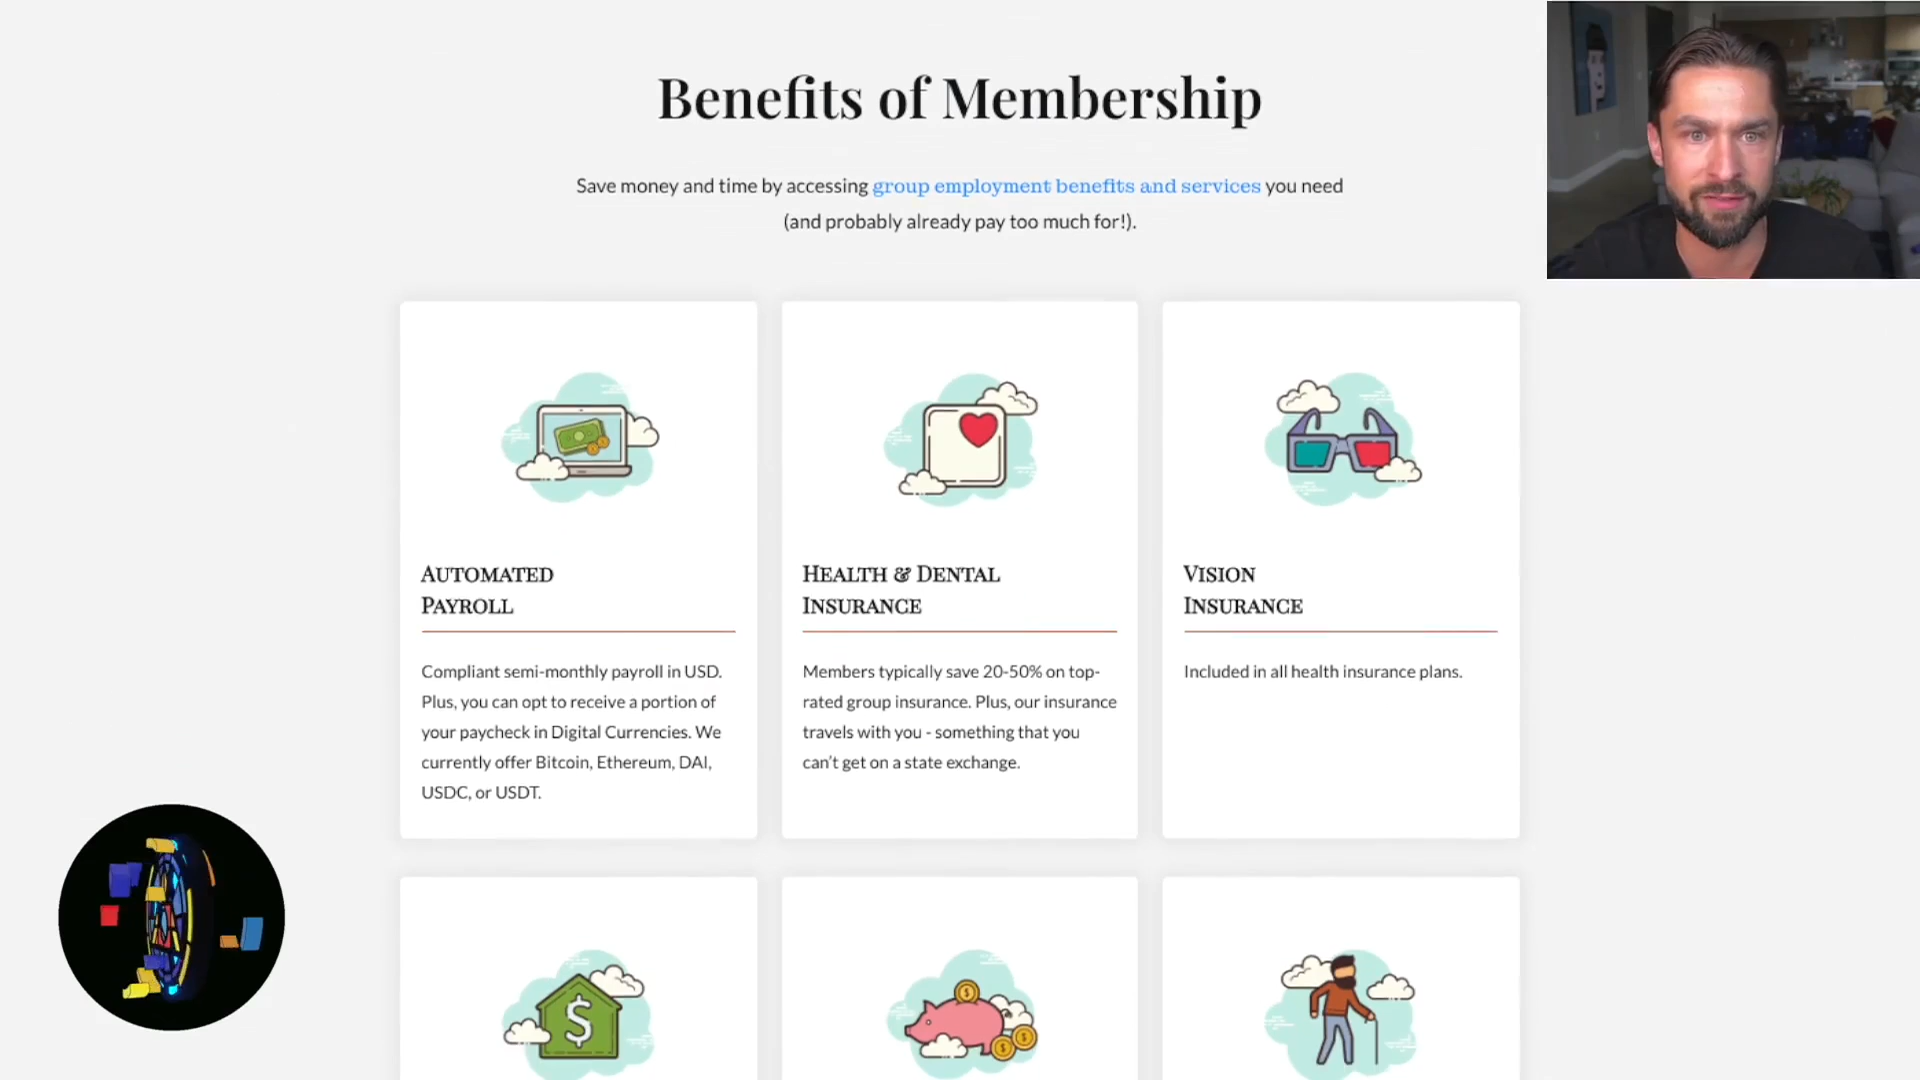 Benefits of Membership
Save money and time by accessing group employment benefits and services you need
(and probably already pay too much for!).
AUTOMATED
PAYROLL
Compliant semi-monthly payroll in USD.
Plus, you can opt to receive a portion of
your paycheck in Digital Currencies. We
currently offer Bitcoin, Ethereum, DAI,
USDC, or USDT.
HEALTH & DENTAL
INSURANCE
Members typically save 20-50% on top-
rated group insurance. Plus, our insurance
travels with you - something that you
can't get on a state exchange.
VISION
INSURANCE
Included in all health insurance plans.
$
$
$
$